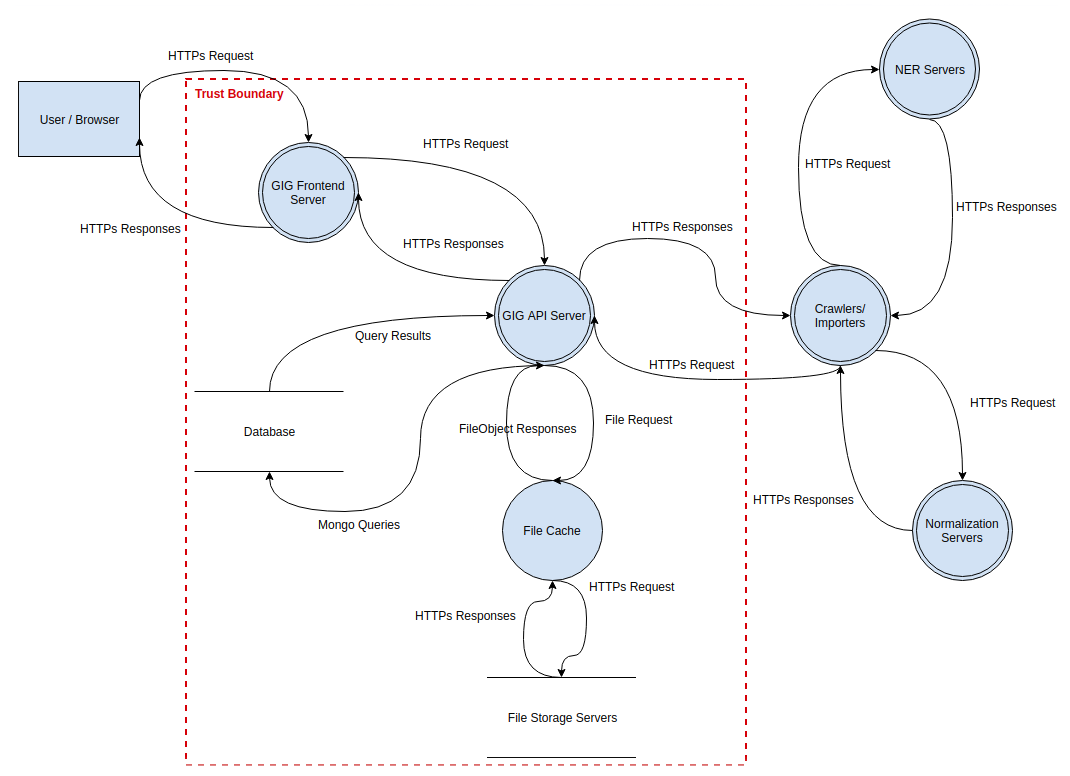 HTTPs Request
NER Servers
Trust Boundary
User / Browser
HTTPs Request
HTTPs Request
GIG Frontend
Server
HTTPs Responses
HTTPs Responses
HTTPs Responses
HTTPs Responses
GIG API Server
Crawlers/
Importers
Query Results
HTTPs Request
HTTPs Request
Database
FileObject Responses
File Request
Mongo Queries
HTTPs Responses
File Cache
Normalization
Servers
HTTPs Request
HTTPs Responses
File Storage Servers